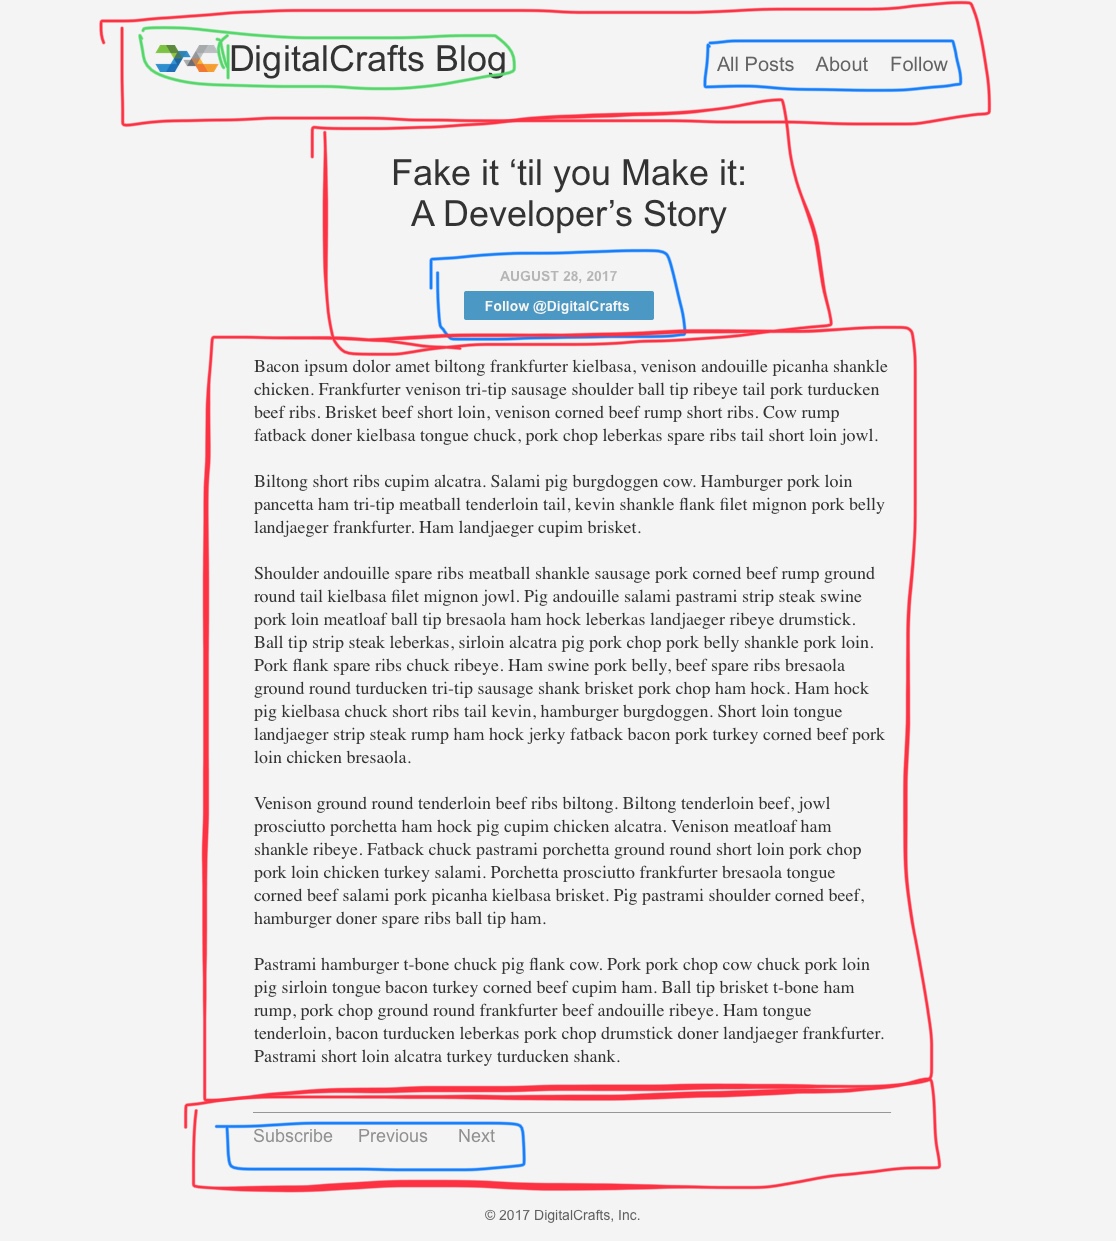 DigitalCrafts Blog
All Posts About Follow
Fake it ‘til you Make it:
A Developer’s Story
AUGUST 28, 2017
Follow @DigitalCrafts
Bacon ipsum dolor amet biltong frankfurter kielbasa, venison andouille picanha shankle
chicken. Frankfurter venison tri-tip sausage shoulder ball tip ribeye tail pork turducken
beef ribs. Brisket beef short loin, venison corned beef rump short ribs. Cow rump
fatback doner kielbasa tongue chuck, pork chop leberkas spare ribs tail short loin jowl.
Biltong short ribs cupim alcatra. Salami pig burgdoggen cow. Hamburger pork loin
pancetta ham tri-tip meatball tenderloin tail, kevin shankle flank filet mignon pork belly
landjaeger frankfurter. Ham landjaeger cupim brisket.
Shoulder andouille spare ribs meatball shankle sausage pork corned beef rump ground
round tail kielbasa filet mignon jowl. Pig andouille salami pastrami strip steak swine
pork loin meatloaf ball tip bresaola ham hock leberkas landjaeger ribeye drumstick.
Ball tip strip steak leberkas, sirloin alcatra pig pork chop pork belly shankle pork loin.
Pork flank spare ribs chuck ribeye. Ham swine pork belly, beef spare ribs bresaola
ground round turducken tri-tip sausage shank brisket pork chop ham hock. Ham hock
pig kielbasa chuck short ribs tail kevin, hamburger burgdoggen. Short loin tongue
landjaeger strip steak rump ham hock jerky fatback bacon pork turkey corned beef pork
loin chicken bresaola.
Venison ground round tenderloin beef ribs biltong. Biltong tenderloin beef, jowl
prosciutto porchetta ham hock pig cupim chicken alcatra. Venison meatloaf ham
shankle ribeye. Fatback chuck pastrami porchetta ground round short loin pork chop
pork loin chicken turkey salami. Porchetta prosciutto frankfurter bresaola tongue
corned beef salami pork picanha kielbasa brisket. Pig pastrami shoulder corned beef,
hamburger doner spare ribs ball tip ham.
Pastrami hamburger t-bone chuck pig flank cow. Pork pork chop cow chuck pork loin
pig sirloin tongue bacon turkey corned beef cupim ham. Ball tip brisket t-bone ham
rump, pork chop ground round frankfurter beef andouille ribeye. Ham tongue
tenderloin, bacon turducken leberkas pork chop drumstick doner landjaeger frankfurter.
Pastrami short loin alcatra turkey turducken shank.
Subscribe Previous Next
© 2017 DigitalCrafts, Inc.